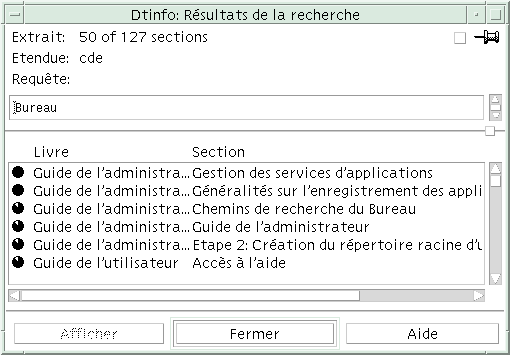 Dtinfo: Résultats de la recherche
Extrait: 50 of 127 sections
Etendue: cde
Requête:
Bureau
Livre Section
Guide de l'administra... Gestion des services d'applications
Guide de l'administra... Généralités sur l'enregistrement des appli
Guide de l'administra... Chemins de recherche du Bureau
Guide de l'administra... Guide de l'administrateur
Guide de l'administra... Etape 2: Création du répertoire racine d'u
Guide de l'utilisateur Accès à l'aide
Afficher Fermer Aide